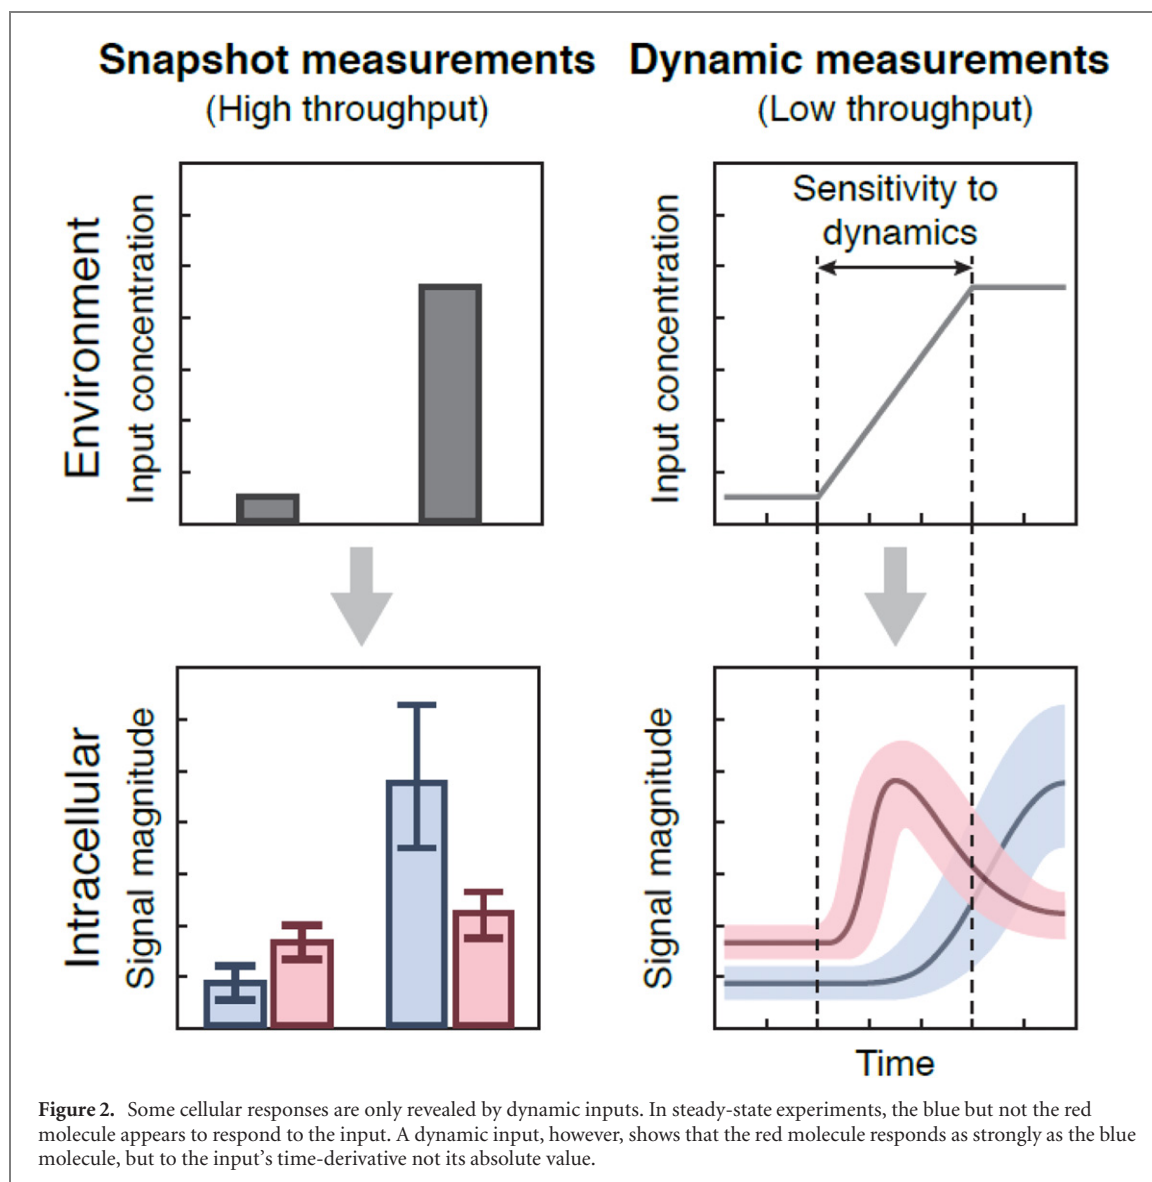 Snapshot measurements
(High throughput)
Dynamic measurements
(Low throughput)
Environment
Input concentration
Input concentration
Sensitivity to
dynamics
Intracellular
Signal magnitude
Signal magnitude
Time
Figure 2. Some cellular responses are only revealed by dynamic inputs. In steady-state experiments, the blue but not the red
molecule appears to respond to the input. A dynamic input, however, shows that the red molecule responds as strongly as the blue
molecule, but to the input's time-derivative not its absolute value.